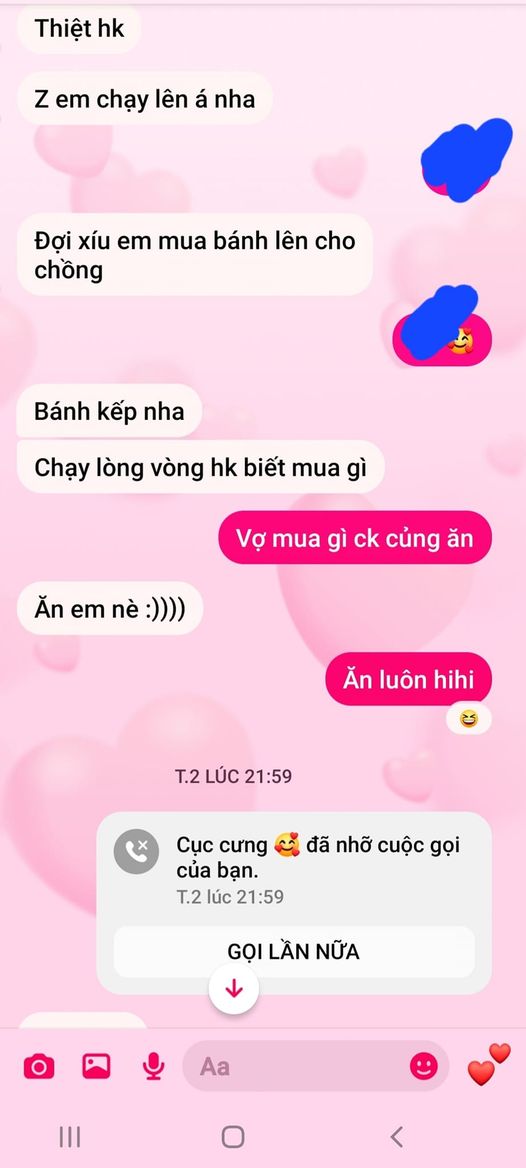 Thiệt hk
Z em chạy lên á nha
Đợi xíu em mua bánh lên cho
chồng
Bánh kếp nha
Chạy lòng vòng hk biết mua gì
Vợ mua gì ck củng ăn
Ăn em nè :))))
Ăn luôn hihi
T.2 LÚC 21:59
Cục cưng 🥰 đã nhỡ cuộc gọi
của bạn.
T.2 lúc 21:59
GỌI LẦN NỮA
Aa